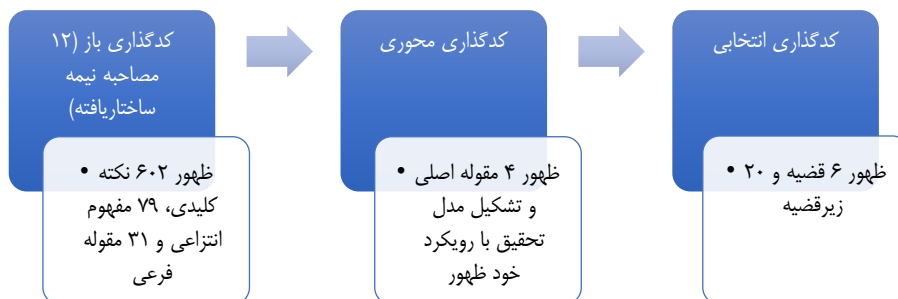 کدگذاری باز (۱۲
مصاحبه نیمه
ساختاریافته)
• ظهور ۶۰۲ نکته
کلیدی، ۷۹ مفهوم
انتزاعی و ۳۱ مقوله
فرعی
کدگذاری محوری
• ظهور ۴ مقوله اصلی
و تشکیل مدل
تحقیق با رویکرد
خود ظهور
کدگذاری انتخابی
• ظهور ۶ قضیه و ۲۰
زیرقضیه